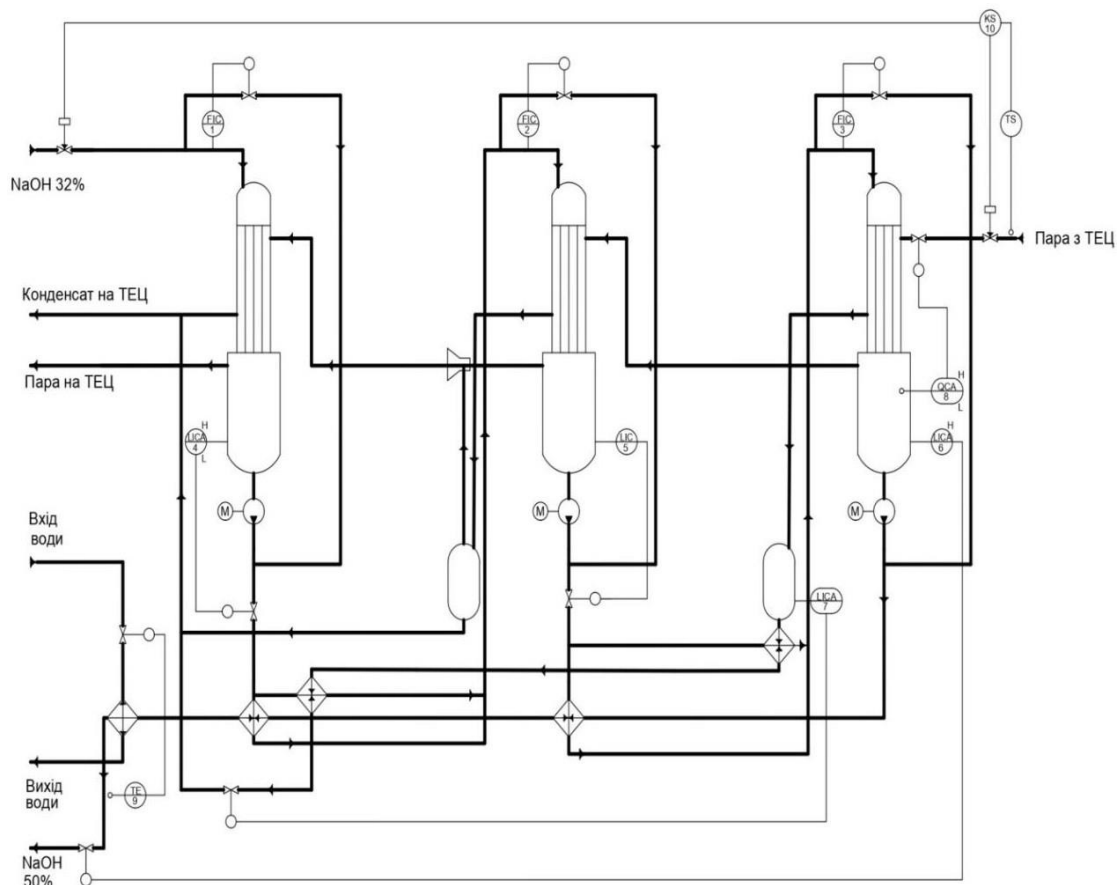 KS
10
FIC
1
FIC
2
FIC
3
TS
NaOH 32%
Пара з ТЕЦ
Конденсат на ТЕЦ
Пара на ТЕЦ
H
QCA
8
L
H
LICA
4
L
LIC
5
H
LICA
6
M
M
M
Вхід
води
LICA
7
Вихід
води
TE
9
NaOH
50%